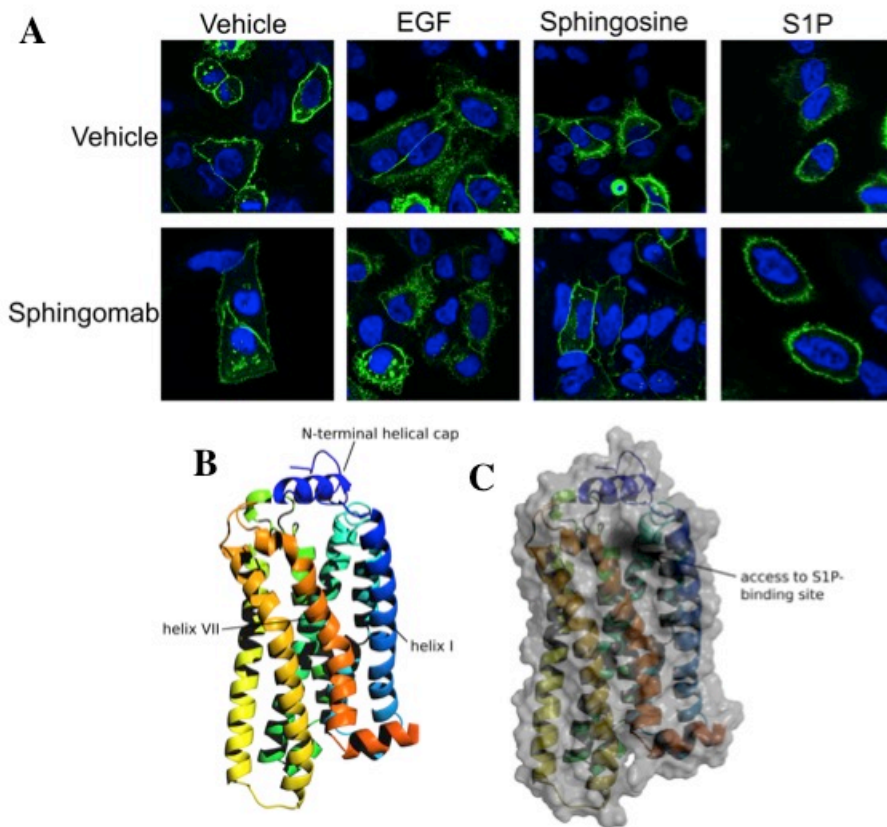 A
Vehicle
EGF
Sphingosine
S1P
Vehicle
Sphingomab
B
N-terminal helical cap
helix VII
helix I
C
access to S1P-
binding site